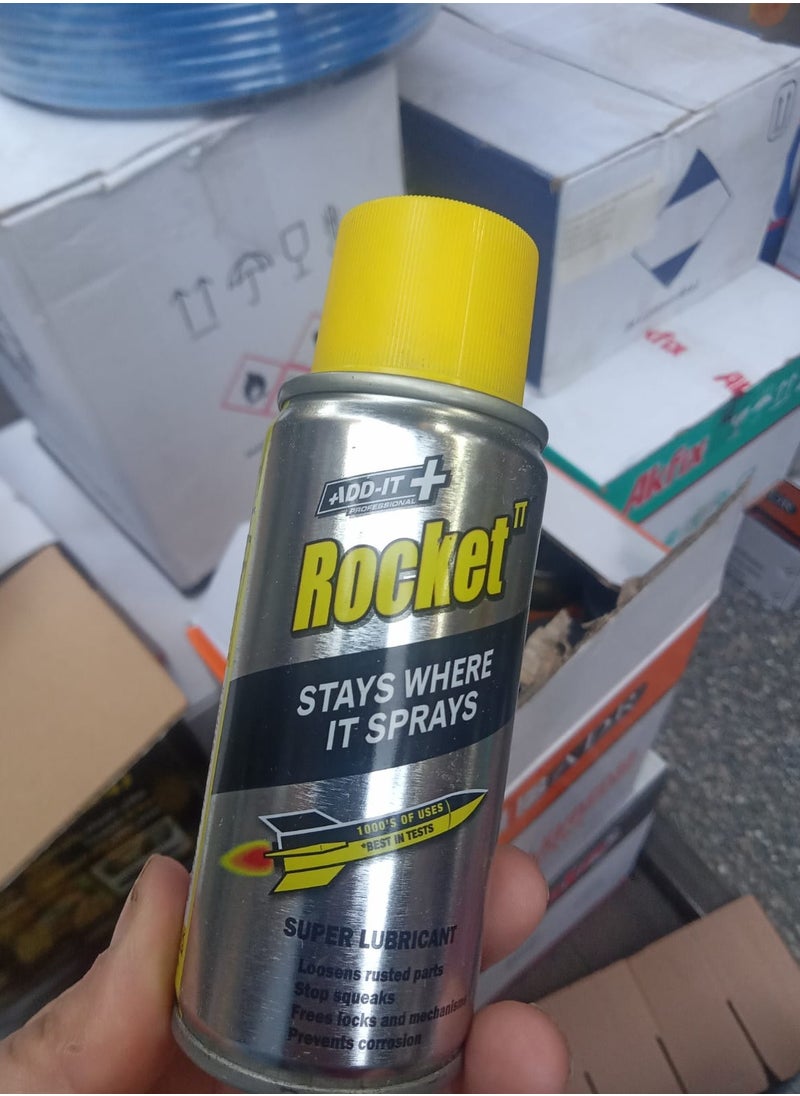 ADD-IT+
PROFESSIONAL
Rocket TT
STAYS WHERE
IT SPRAYS
1000'S OF USES
*BEST IN TESTS
SUPER LUBRICANT
Loosens rusted parts
Stop squeaks
Frees locks and mechanisms
Prevents corrosion
Akfix